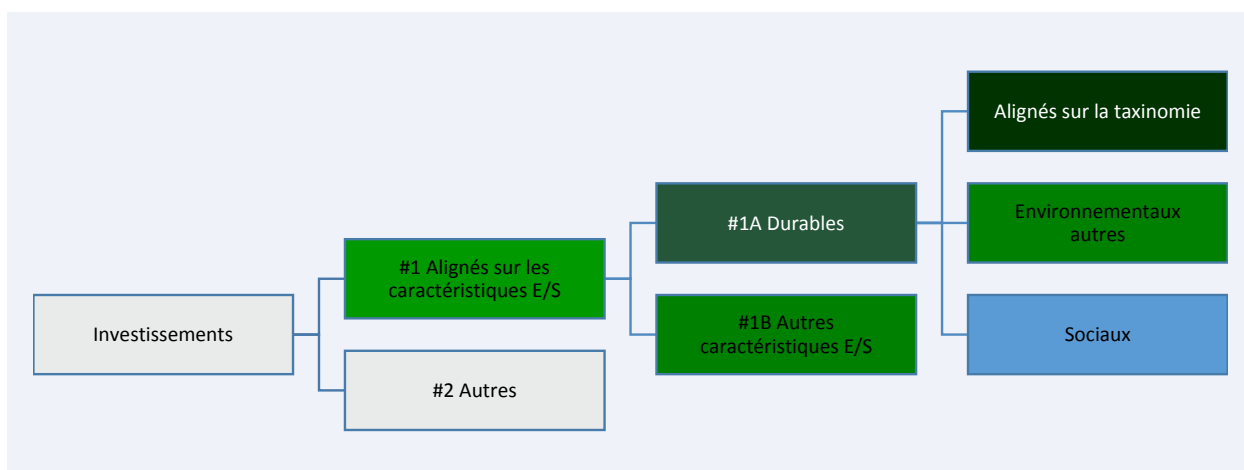 Investissements
#1 Alignés sur les
caractéristiques E/S
#2 Autres
#1A Durables
#1B Autres
caractéristiques E/S
Alignés sur la taxinomie
Environnementaux
autres
Sociaux